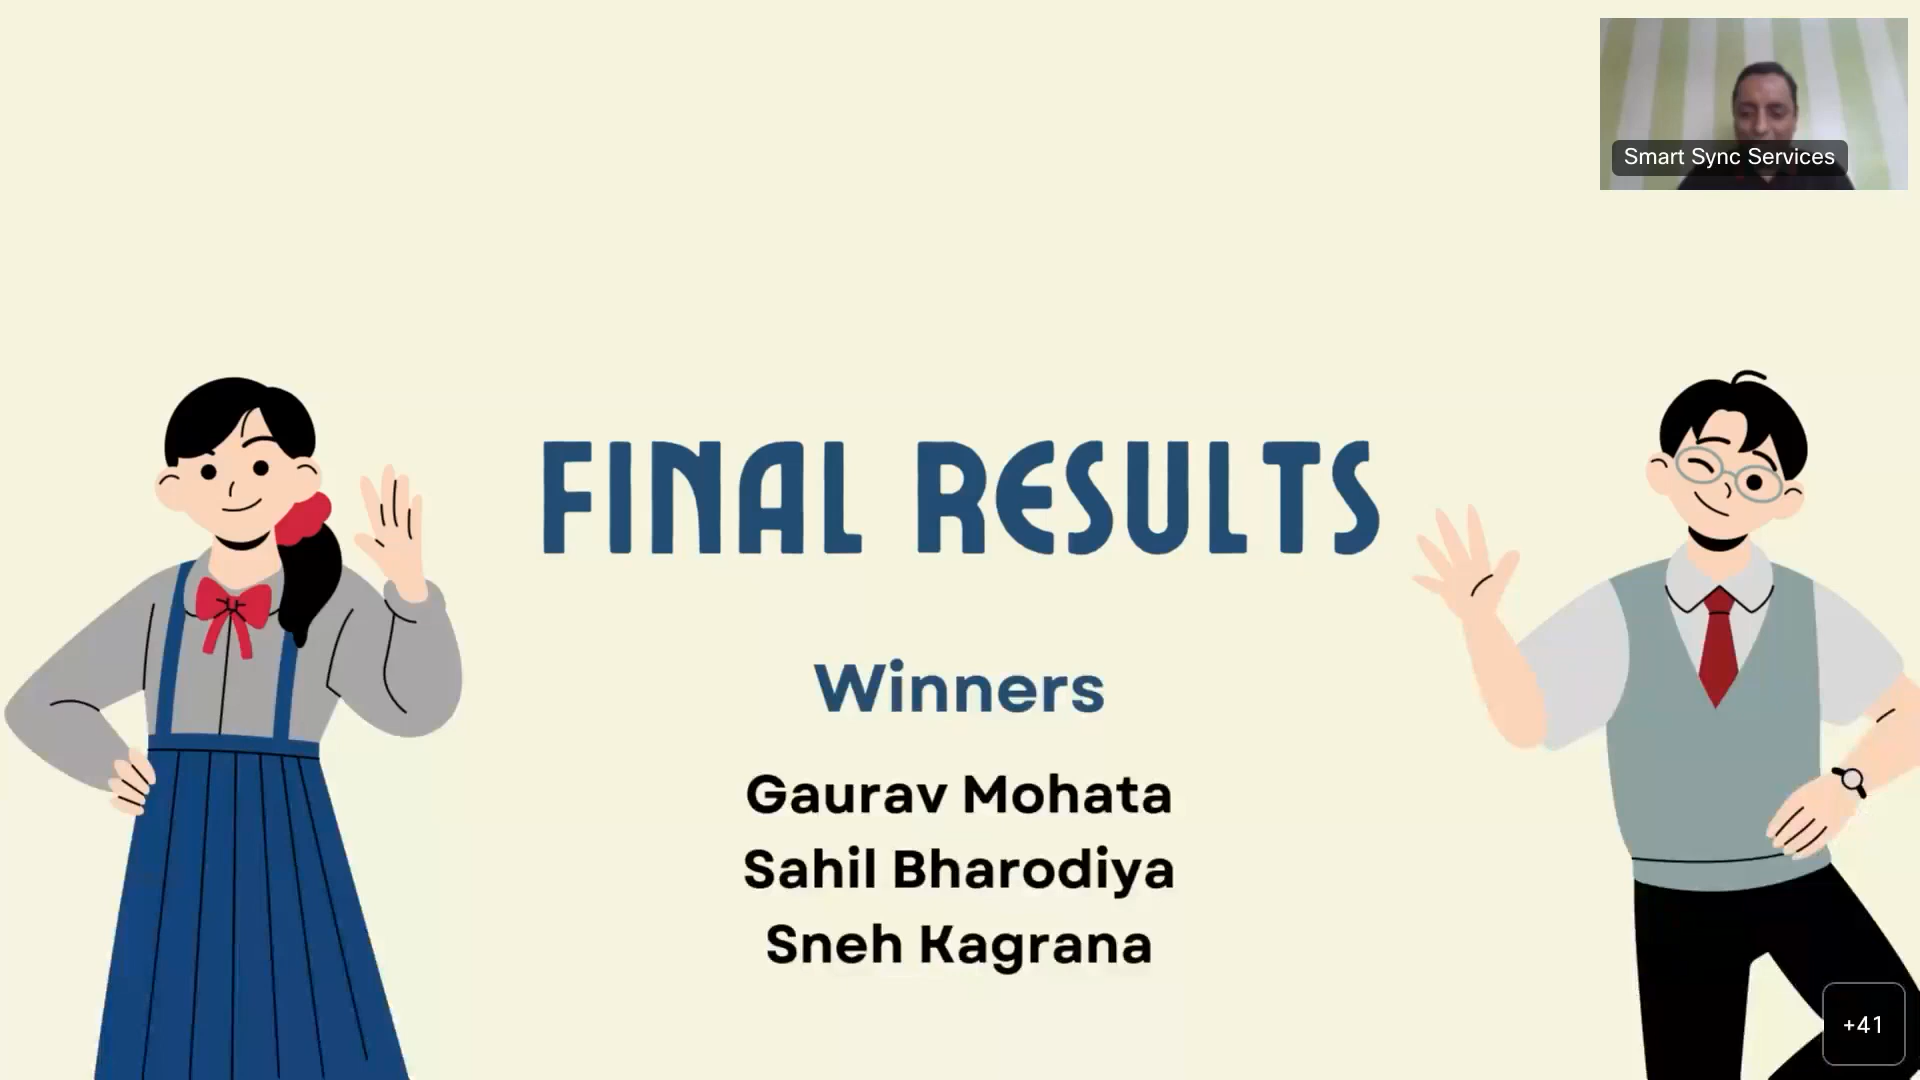 Smart Sync Services
FINAL RESULTS
Winners
Gaurav Mohata
Sahil Bharodiya
Sneh Kagrana
+41